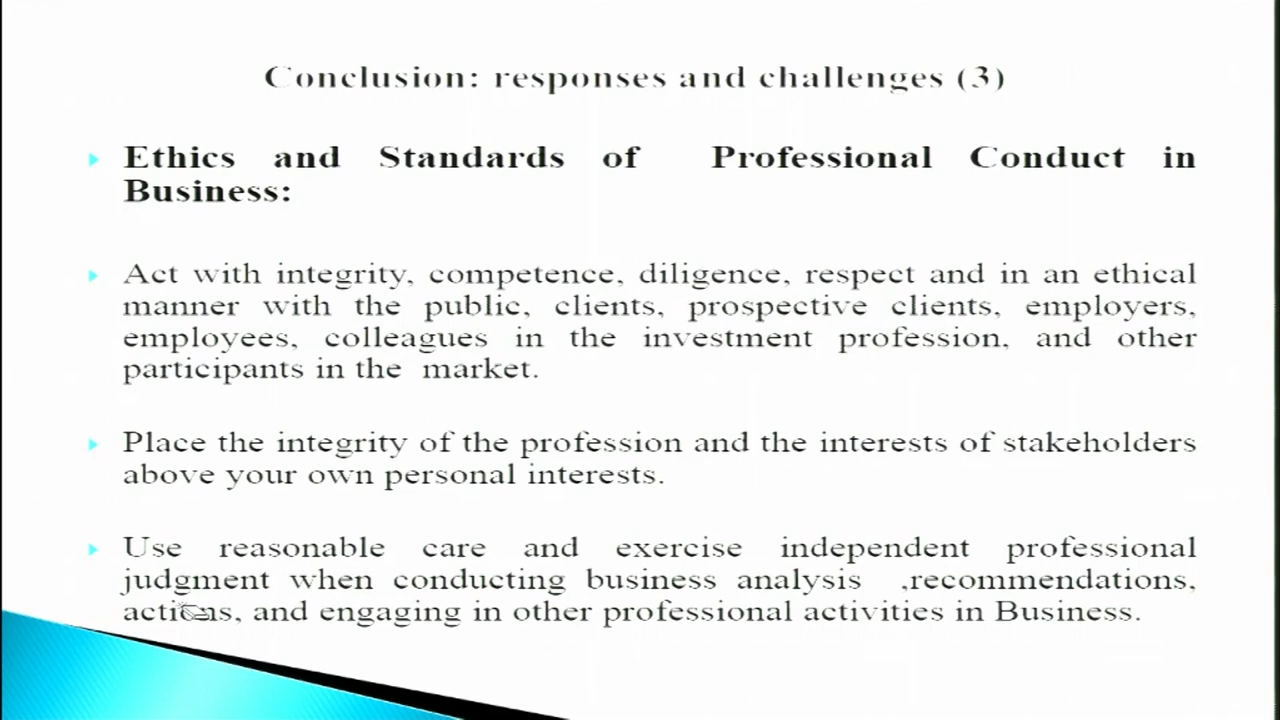 Conclusion: responses and challenges (3)
Ethics and Standards of Professional Conduct in
Business:
Act with integrity, competence, diligence, respect and in an ethical
manner with the public, clients, prospective clients, employers,
employees, colleagues in the investment profession, and other
participants in the market.
Place the integrity of the profession and the interests of stakeholders
above your own personal interests.
Use reasonable care and exercise independent professional
judgment when conducting business analysis ,recommendations,
actions, and engaging in other professional activities in Business.